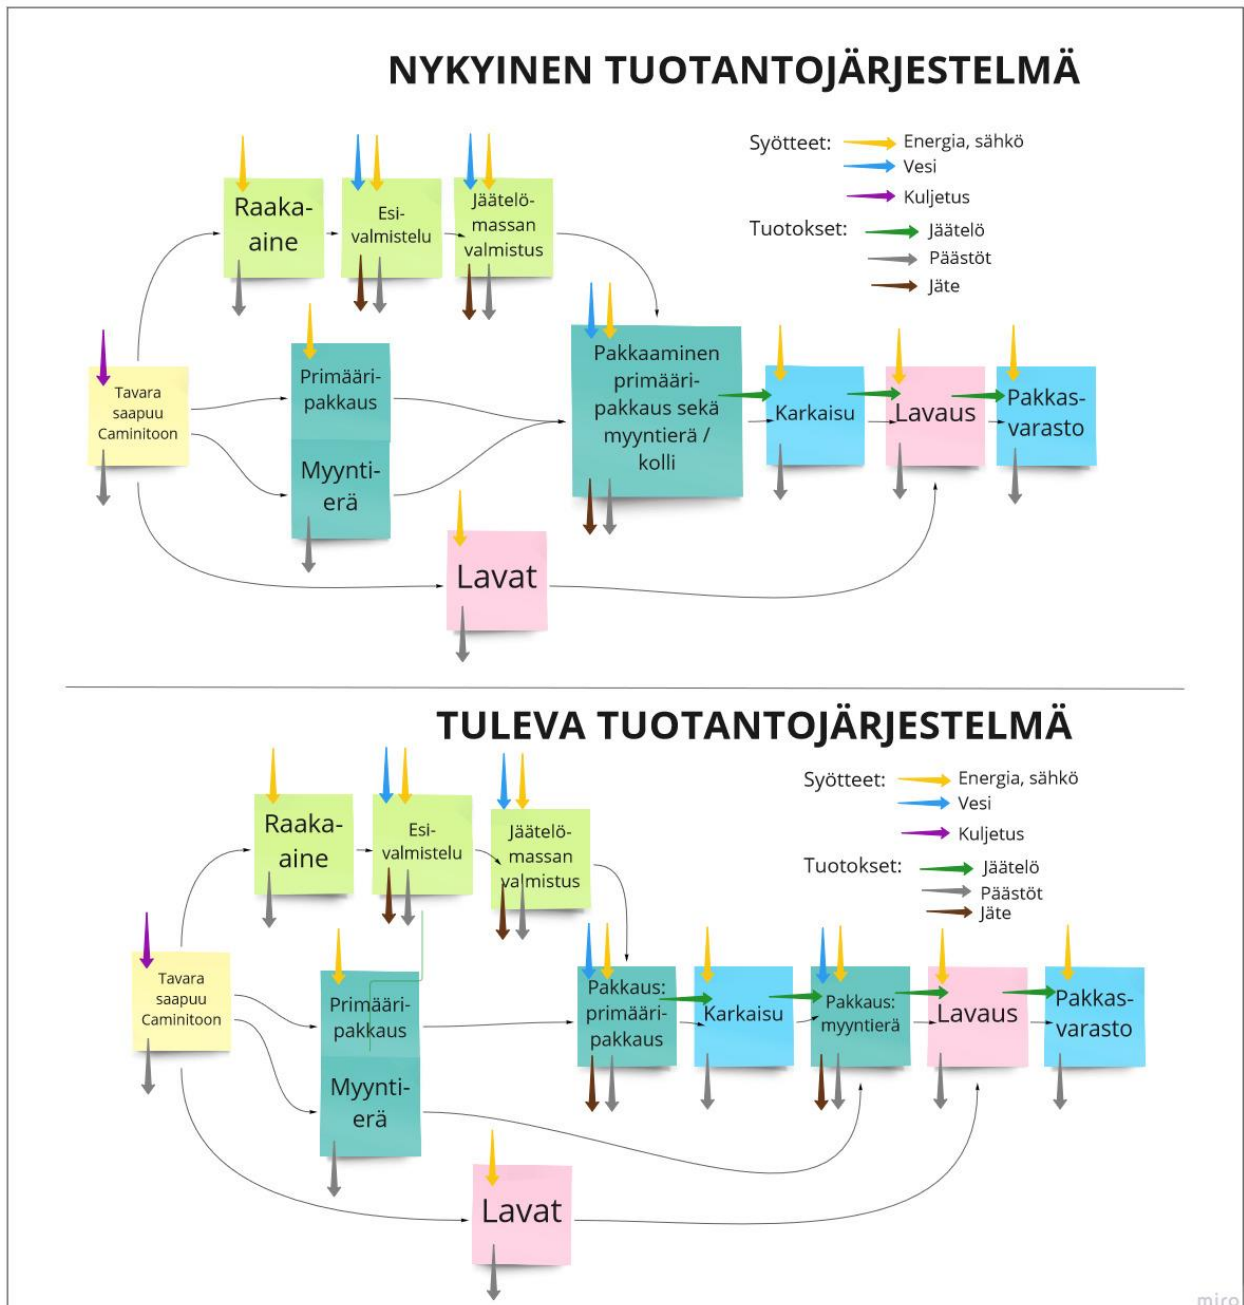 NYKYINEN TUOTANTOJÄRJESTELMÄ
Syötteet:
Energia, sähkö
Vesi
Kuljetus
Tuotokset:
Jäätelö
Päästöt
Jäte
Raaka-
aine
Esi-
valmistelu
Jäätelö-
massan
valmistus
Tavara
saapuu
Caminitoon
Primääri-
pakkaus
Myynti-
erä
Pakkaaminen
primääri-
pakkaus sekä
myyntierä /
kolli
Karkaisu
Lavaus
Pakkas-
varasto
Lavat
TULEVA TUOTANTOJÄRJESTELMÄ
Syötteet:
Energia, sähkö
Vesi
Kuljetus
Tuotokset:
Jäätelö
Päästöt
Jäte
Raaka-
aine
Esi-
valmistelu
Jäätelö-
massan
valmistus
Tavara
saapuu
Caminitoon
Primääri-
pakkaus
Myynti-
erä
Pakkaus:
primääri-
pakkaus
Karkaisu
Pakkaus:
myyntierä
Lavaus
Pakkas-
varasto
Lavat
miro